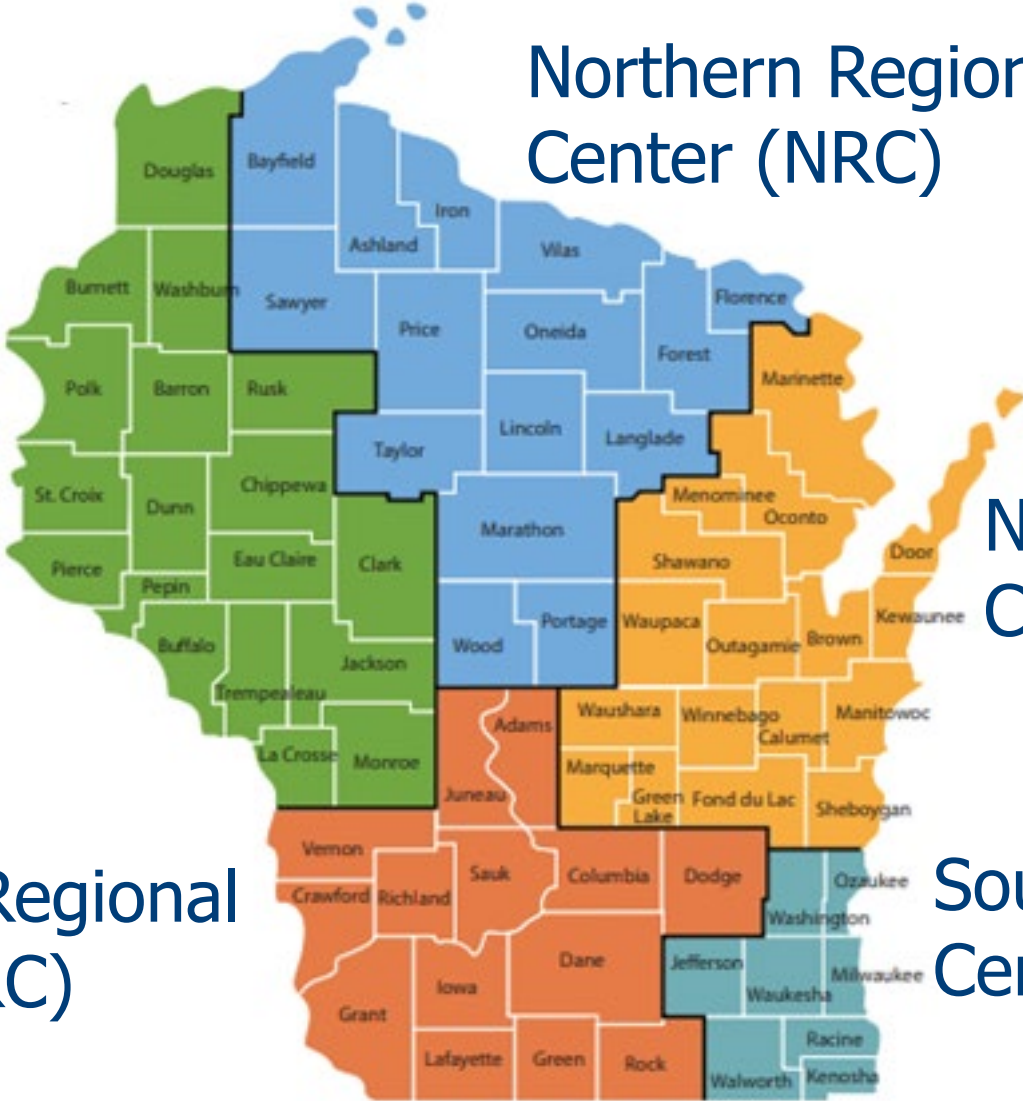 Northern Region
Center (NRC)
Douglas
Bayfield
Iron
Ashland
Vilas
Burnett
Washburn
Sawyer
Florence
Price
Oneida
Forest
Polk
Barron
Rusk
Marinette
Taylor
Lincoln
Langlade
St. Croix
Dunn
Chippewa
Menominee
Oconto
Marathon
N
Door
Pierce
Pepin
Eau Claire
Clark
Shawano
C
Kewaunee
Buffalo
Wood
Portage
Waupaca
Outagamie
Brown
Jackson
Trempealeau
Adams
Waushara
Winnebago
Manitowoc
Calumet
La Crosse
Monroe
Marquette
Juneau
Green
Lake
Fond du Lac
Sheboygan
Vernon
Sauk
Columbia
Dodge
Ozaukee
Regional
Sou
Crawford
Richland
Washington
C)
Cer
Dane
Jefferson
Milwaukee
Iowa
Waukesha
Grant
Racine
Lafayette
Green
Rock
Walworth
Kenosha